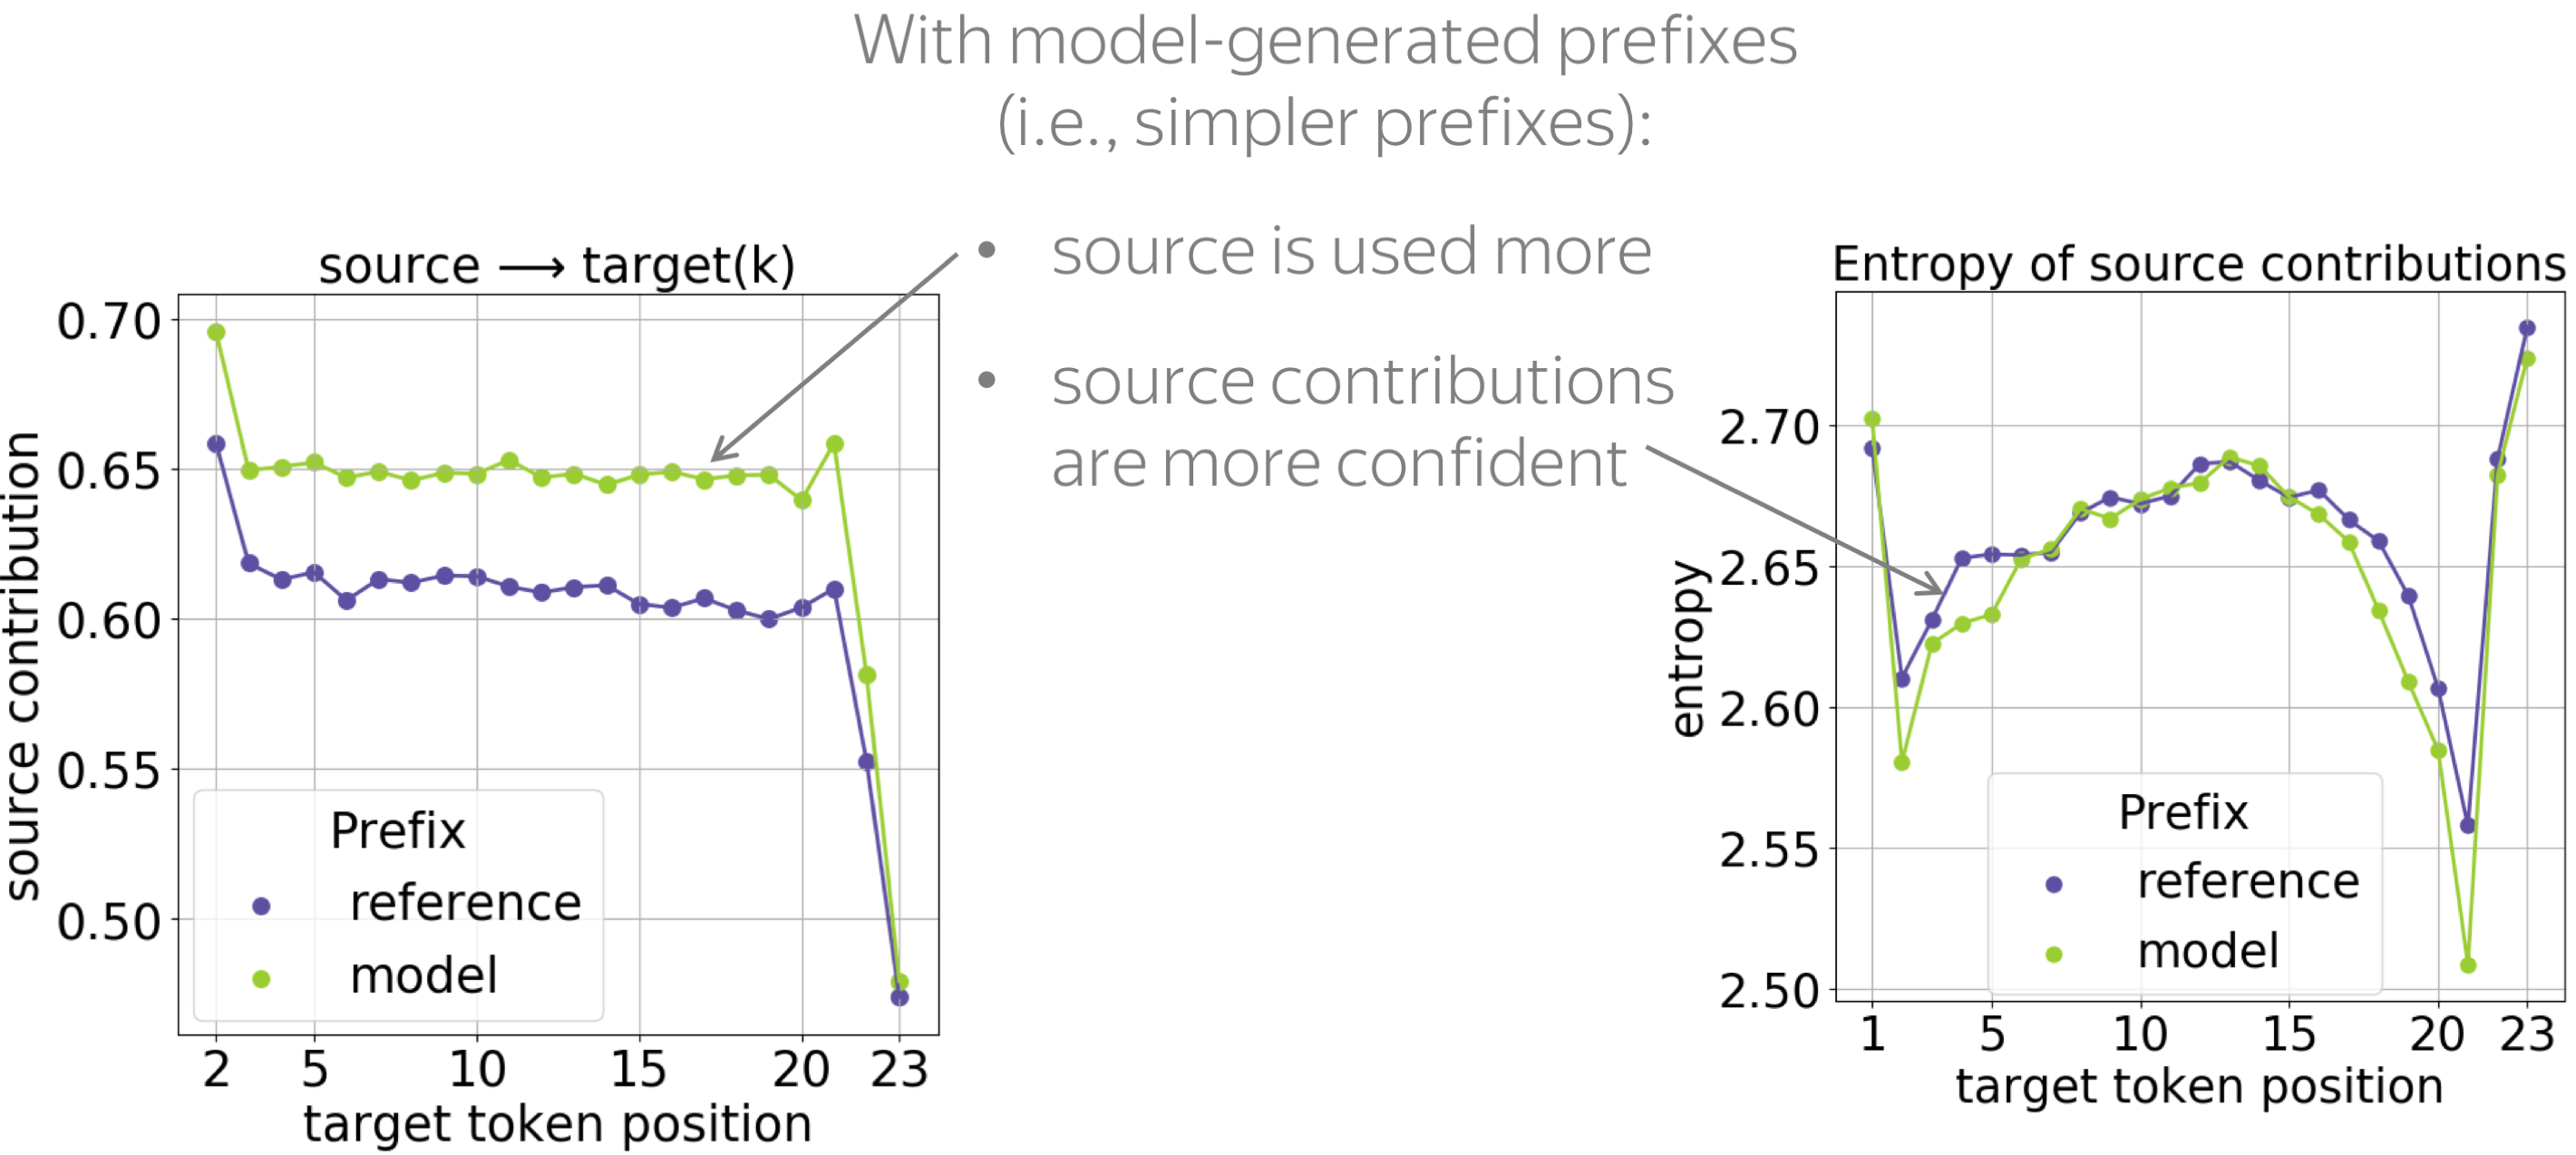 With model-generated prefixes
(i.e., simpler prefixes):
• source is used more
• source contributions
are more confident
source ⟶ target(k)
source contribution
0.70
0.65
0.60
0.55
0.50
Prefix
reference
model
2 5 10 15 20 23
target token position
Entropy of source contributions
entropy
2.70
2.65
2.60
2.55
2.50
Prefix
reference
model
1 5 10 15 20 23
target token position